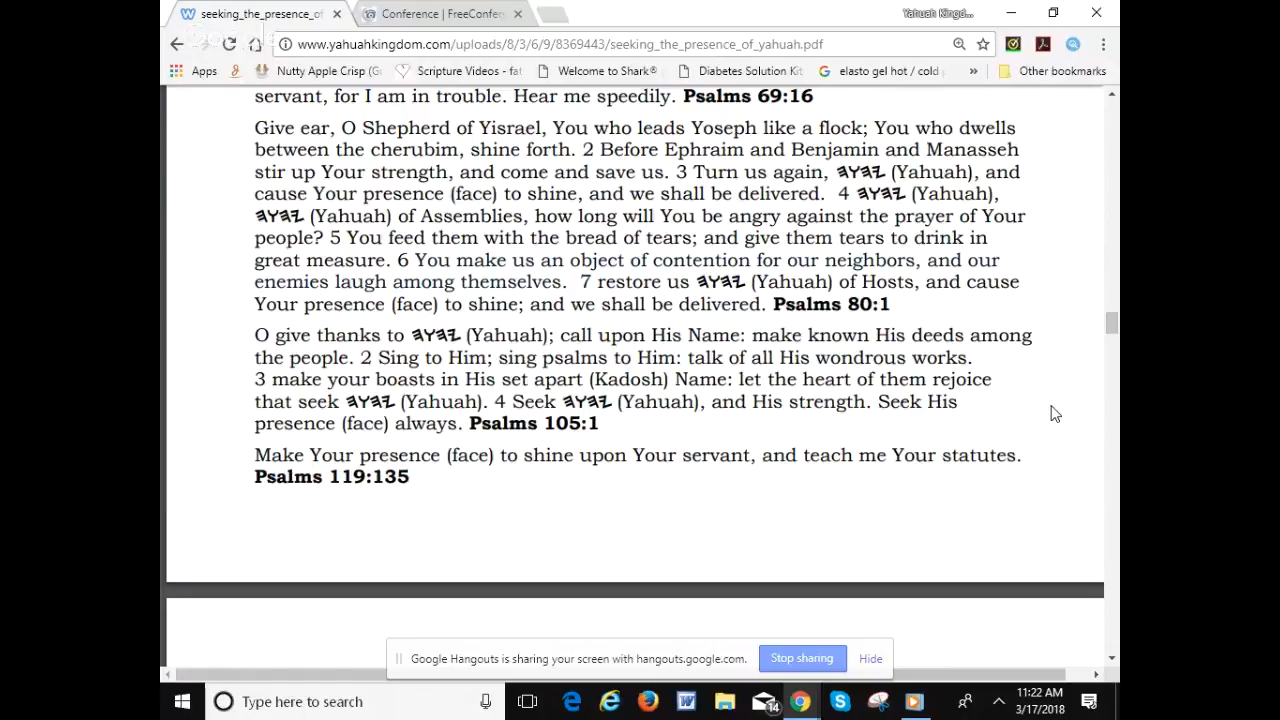 seeking_the_presence_of
Conference | FreeConfer
Yahuah Kingd...
www.yahuahkingdom.com/uploads/8/3/6/9/8369443/seeking_the_presence_of_yahuah.pdf
Apps
Nutty Apple Crisp (Gr
Scripture Videos - fat
Welcome to Shark®
Diabetes Solution Kit
elasto gel hot / cold
»
Other bookmarks
servant, for I am in trouble. Hear me speedily. Psalms 69:16
Give ear, O Shepherd of Yisrael, You who leads Yoseph like a flock; You who dwells
between the cherubim, shine forth. 2 Before Ephraim and Benjamin and Manasseh
stir up Your strength, and come and save us. 3 Turn us again, 𐤉𐤄𐤅𐤄 (Yahuah), and
cause Your presence (face) to shine, and we shall be delivered. 4 𐤉𐤄𐤅𐤄 (Yahuah),
𐤉𐤄𐤅𐤄 (Yahuah) of Assemblies, how long will You be angry against the prayer of Your
people? 5 You feed them with the bread of tears; and give them tears to drink in
great measure. 6 You make us an object of contention for our neighbors, and our
enemies laugh among themselves. 7 restore us 𐤉𐤄𐤅𐤄 (Yahuah) of Hosts, and cause
Your presence (face) to shine; and we shall be delivered. Psalms 80:1
O give thanks to 𐤉𐤄𐤅𐤄 (Yahuah); call upon His Name: make known His deeds among
the people. 2 Sing to Him; sing psalms to Him: talk of all His wondrous works.
3 make your boasts in His set apart (Kadosh) Name: let the heart of them rejoice
that seek 𐤉𐤄𐤅𐤄 (Yahuah). 4 Seek 𐤉𐤄𐤅𐤄 (Yahuah), and His strength. Seek His
presence (face) always. Psalms 105:1
Make Your presence (face) to shine upon Your servant, and teach me Your statutes.
Psalms 119:135
Google Hangouts is sharing your screen with hangouts.google.com.
Stop sharing
Hide
Type here to search
14
11:22 AM
3/17/2018